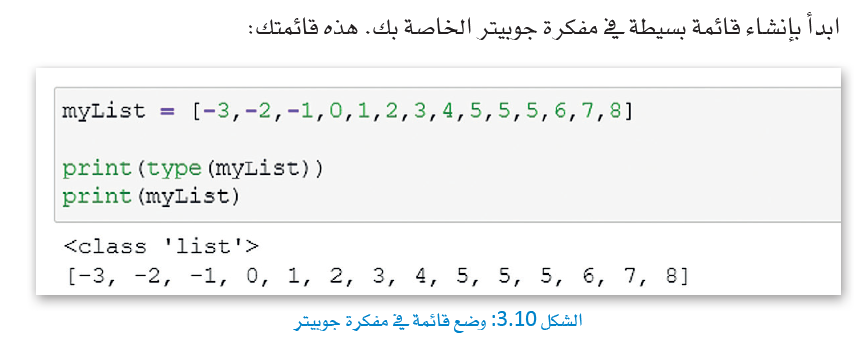 ابدأ بإنشاء قائمة بسيطة في مفكرة جوبيتر الخاصة بك. هذه قائمتك:
myList = [-3,-2,-1,0,1,2,3,4,5,5,5,6,7,8]
print(type(myList))
print(myList)
<class 'list'>
[-3, -2, -1, 0, 1, 2, 3, 4, 5, 5, 5, 6, 7, 8]
الشكل 3.10: وضع قائمة في مفكرة جوبيتر